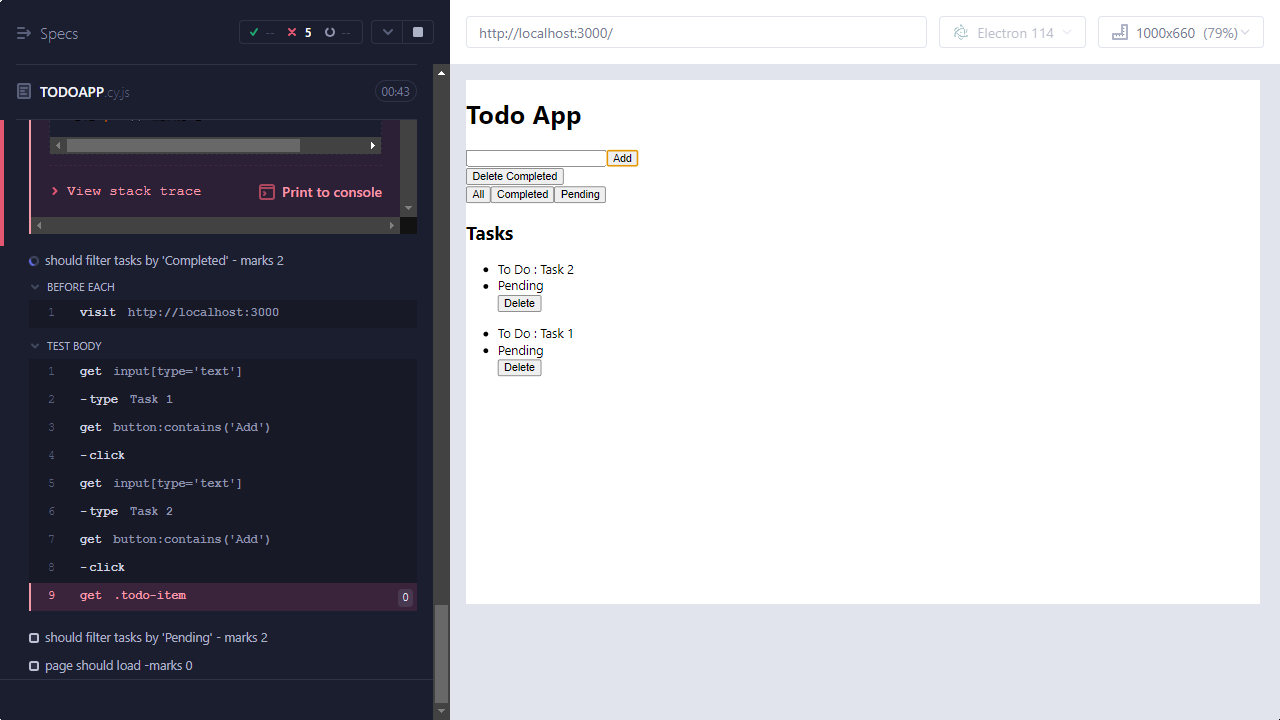 Specs
-- 5 --
TODOAPP.cy.js
00:43
View stack trace
Print to console
should filter tasks by 'Completed' - marks 2
BEFORE EACH
1 visit http://localhost:3000
TEST BODY
1 get input[type='text']
2 -type Task 1
3 get button:contains('Add')
4 -click
5 get input[type='text']
6 -type Task 2
7 get button:contains('Add')
8 -click
9 get .todo-item 0
should filter tasks by 'Pending' - marks 2
page should load -marks 0
http://localhost:3000/
Electron 114
1000x660 (79%)
Todo App
Add
Delete Completed
All Completed Pending
Tasks
To Do : Task 2
Pending
Delete
To Do : Task 1
Pending
Delete